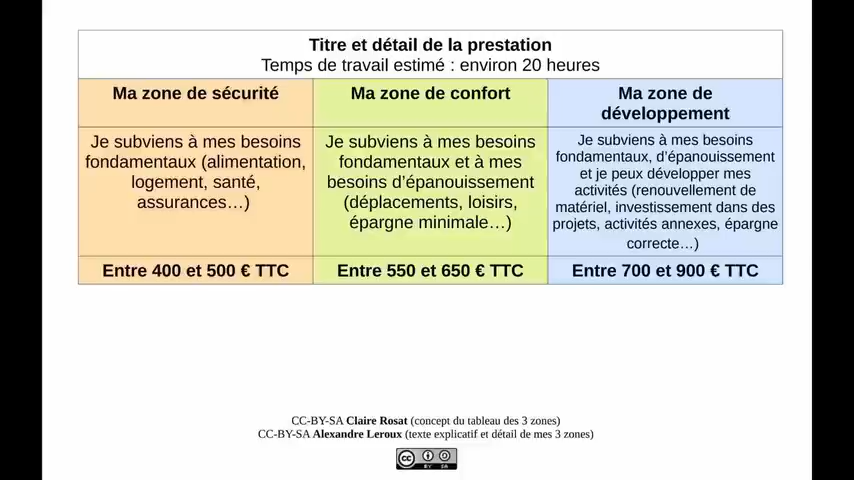 Titre et détail de la prestation
Temps de travail estimé : environ 20 heures
Ma zone de sécurité
Ma zone de confort
Ma zone de
développement
Je subviens à mes besoins
fondamentaux (alimentation,
logement, santé,
assurances…)
Je subviens à mes besoins
fondamentaux et à mes
besoins d’épanouissement
(déplacements, loisirs,
épargne minimale…)
Je subviens à mes besoins
fondamentaux, d’épanouissement
et je peux développer mes
activités (renouvellement de
matériel, investissement dans des
projets, activités annexes, épargne
correcte…)
Entre 400 et 500 € TTC
Entre 550 et 650 € TTC
Entre 700 et 900 € TTC
CC-BY-SA Claire Rosat (concept du tableau des 3 zones)
CC-BY-SA Alexandre Leroux (texte explicatif et détail de mes 3 zones)
cc
BY SA